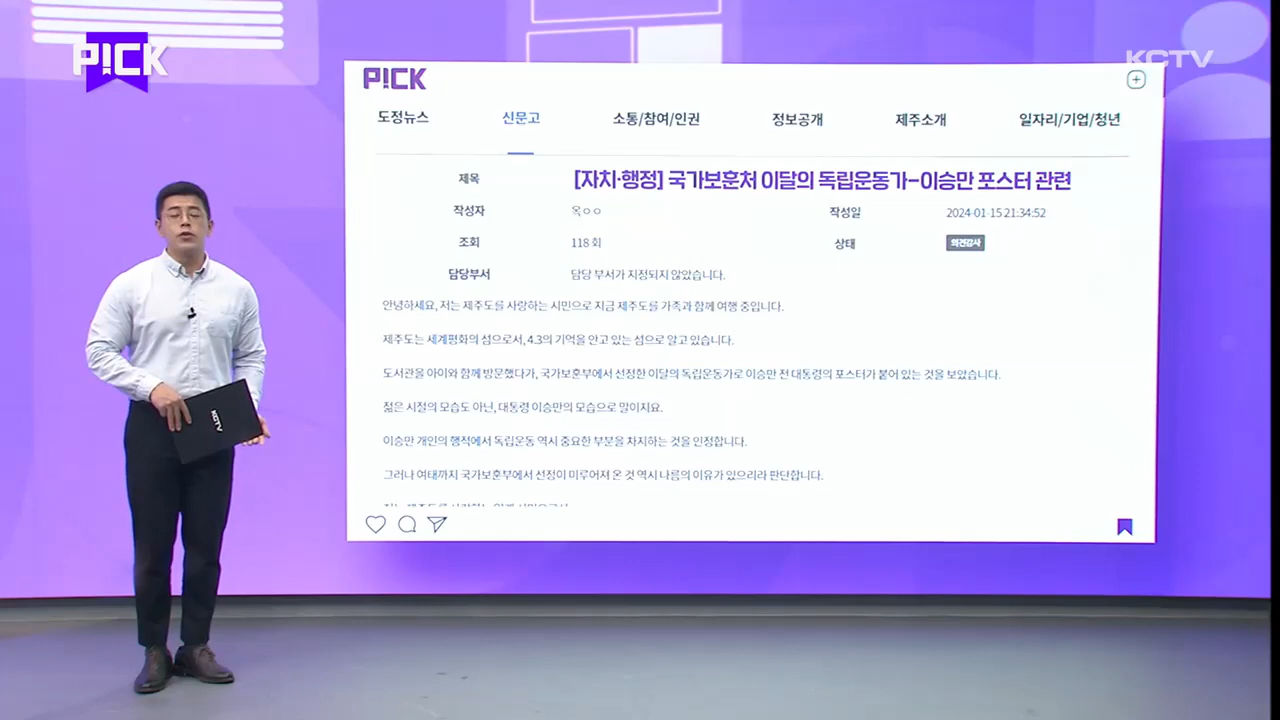 P!CK
KCTV
P!CK
도정뉴스 신문고 소통/참여/인권 정보공개 제주소개 일자리/기업/청년
제목 [자치·행정] 국가보훈처 이달의 독립운동가-이승만 포스터 관련
작성자 옥ㅇㅇ 작성일 2024-01-15 21:34:52
조회 118 회 상태 의견감사
담당부서 담당 부서가 지정되지 않았습니다.
안녕하세요, 저는 제주도를 사랑하는 시민으로 지금 제주도를 가족과 함께 여행 중입니다.
제주도는 세계평화의 섬으로서, 4.3의 기억을 안고 있는 섬으로 알고 있습니다.
도서관을 아이와 함께 방문했다가, 국가보훈부에서 선정한 이달의 독립운동가로 이승만 전 대통령의 포스터가 붙어 있는 것을 보았습니다.
젊은 시절의 모습도 아닌, 대통령 이승만의 모습으로 말이지요.
이승만 개인의 행적에서 독립운동 역시 중요한 부분을 차지하는 것을 인정합니다.
그러나 여태까지 국가보훈부에서 선정이 미루어져 온 것 역시 나름의 이유가 있으리라 판단합니다.
KCTV